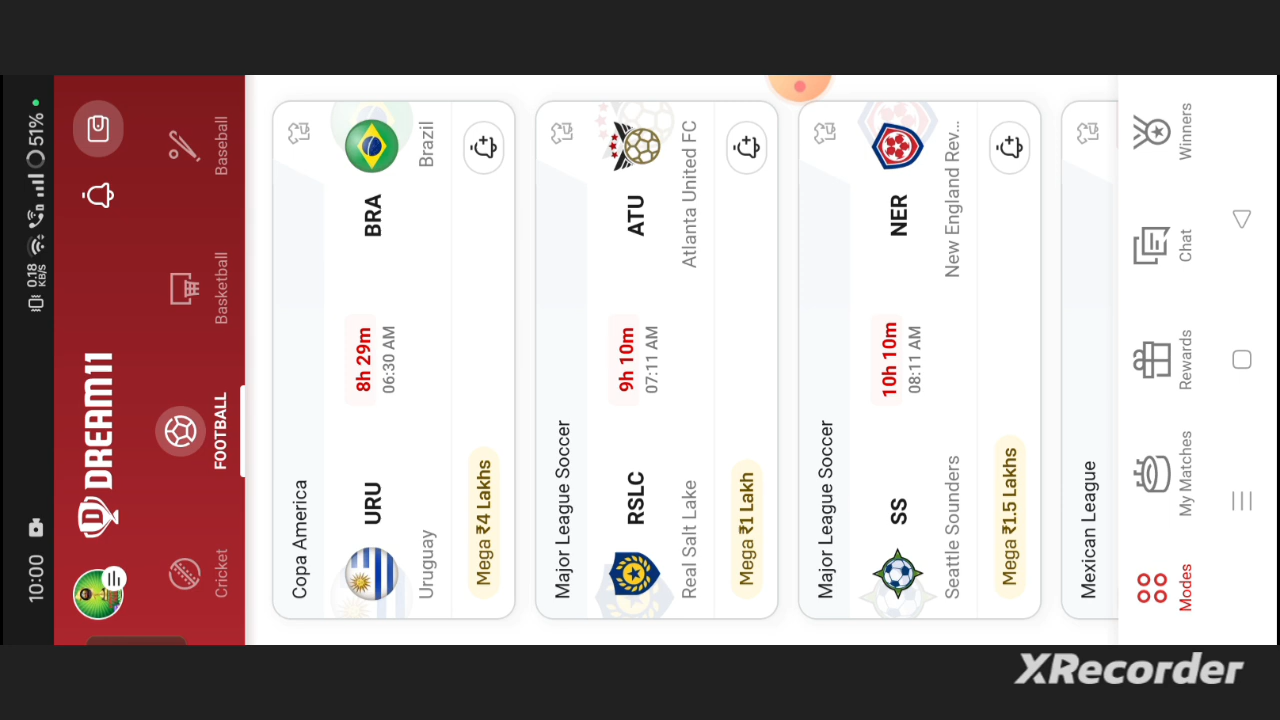 10:00
0.18 KB/S
51%
DREAM11
Cricket
FOOTBALL
Basketball
Baseball
Copa America
URU
8h 29m
BRA
06:30 AM
Uruguay
Brazil
Mega ₹4 Lakhs
Major League Soccer
RSLC
9h 10m
ATU
07:11 AM
Real Salt Lake
Atlanta United FC
Mega ₹1 Lakh
Major League Soccer
SS
10h 10m
NER
08:11 AM
Seattle Sounders
New England Rev...
Mega ₹1.5 Lakhs
Mexican League
Modes
My Matches
Rewards
Chat
Winners
XRecorder